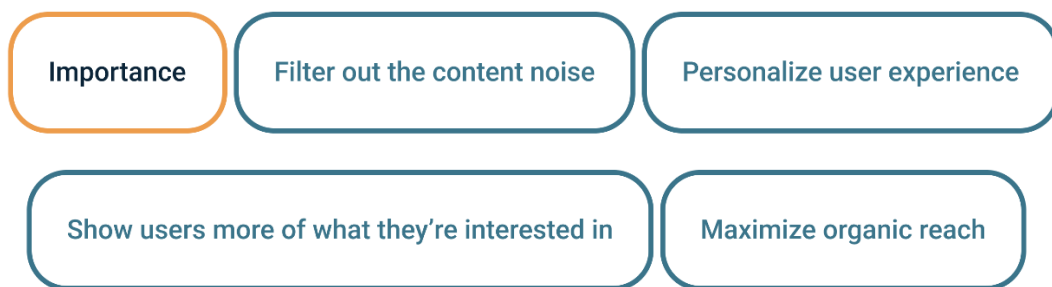 Importance
Filter out the content noise
Personalize user experience
Show users more of what they’re interested in
Maximize organic reach